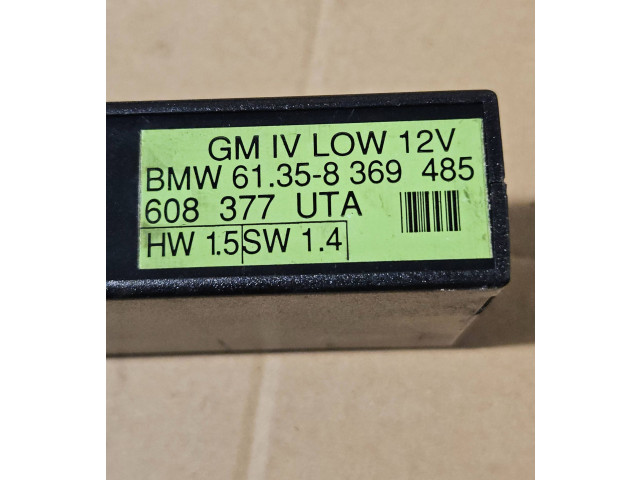 GM IV LOW 12V
BMW 61.35-8 369 485
608 377 UTA
HW 1.5 SW 1.4